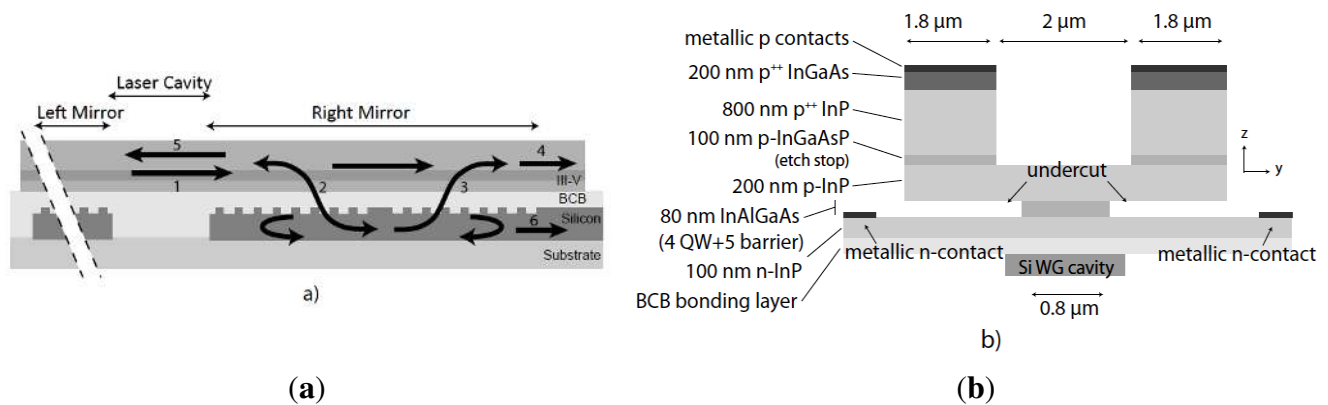 Laser Cavity
Left Mirror
Right Mirror
5
4
1
2
3
III-V
BCB
6
Silicon
Substrate
a)
(a)
b)
1.8 µm
2 µm
1.8 µm
metallic p contacts
200 nm p++ InGaAs
800 nm p++ InP
100 nm p-InGaAsP
(etch stop)
z
y
undercut
200 nm p-InP
80 nm InAlGaAs
(4 QW+5 barrier)
metallic n-contact
metallic n-contact
100 nm n-InP
Si WG cavity
BCB bonding layer
0.8 µm
b)
(b)